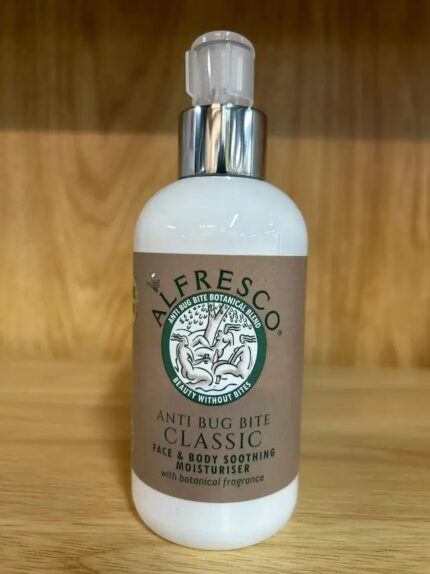 ALFRESCO®
ANTI BUG BITE BOTANICAL BLEND
BEAUTY WITHOUT BITES
ANTI BUG BITE
CLASSIC
FACE & BODY SOOTHING
MOISTURISER
with botanical fragrance